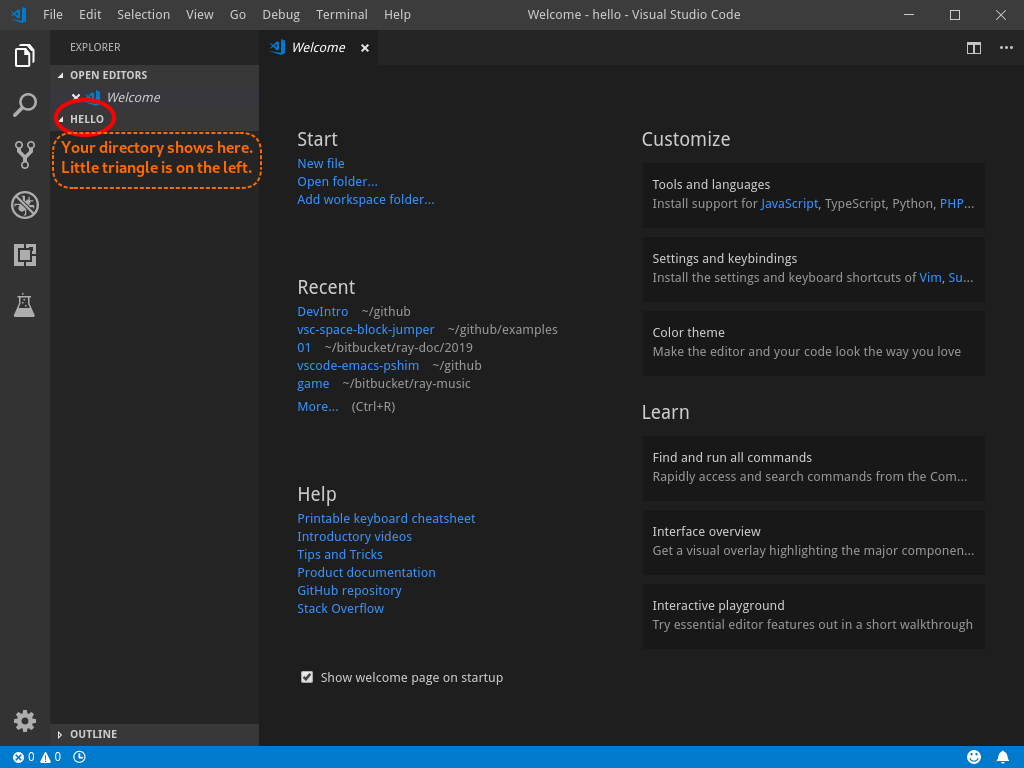 File Edit Selection View Go Debug Terminal Help Welcome - hello - Visual Studio Code
EXPLORER
OPEN EDITORS
Welcome
HELLO
Your directory shows here.
Little triangle is on the left.
OUTLINE
Welcome
Start
New file
Open folder...
Add workspace folder...
Recent
DevIntro ~/github
vsc-space-block-jumper ~/github/examples
01 ~/bitbucket/ray-doc/2019
vscode-emacs-pshim ~/github
game ~/bitbucket/ray-music
More... (Ctrl+R)
Help
Printable keyboard cheatsheet
Introductory videos
Tips and Tricks
Product documentation
GitHub repository
Stack Overflow
Show welcome page on startup
Customize
Tools and languages
Install support for JavaScript, TypeScript, Python, PHP...
Settings and keybindings
Install the settings and keyboard shortcuts of Vim, Su...
Color theme
Make the editor and your code look the way you love
Learn
Find and run all commands
Rapidly access and search commands from the Com...
Interface overview
Get a visual overlay highlighting the major componen...
Interactive playground
Try essential editor features out in a short walkthrough
0 0